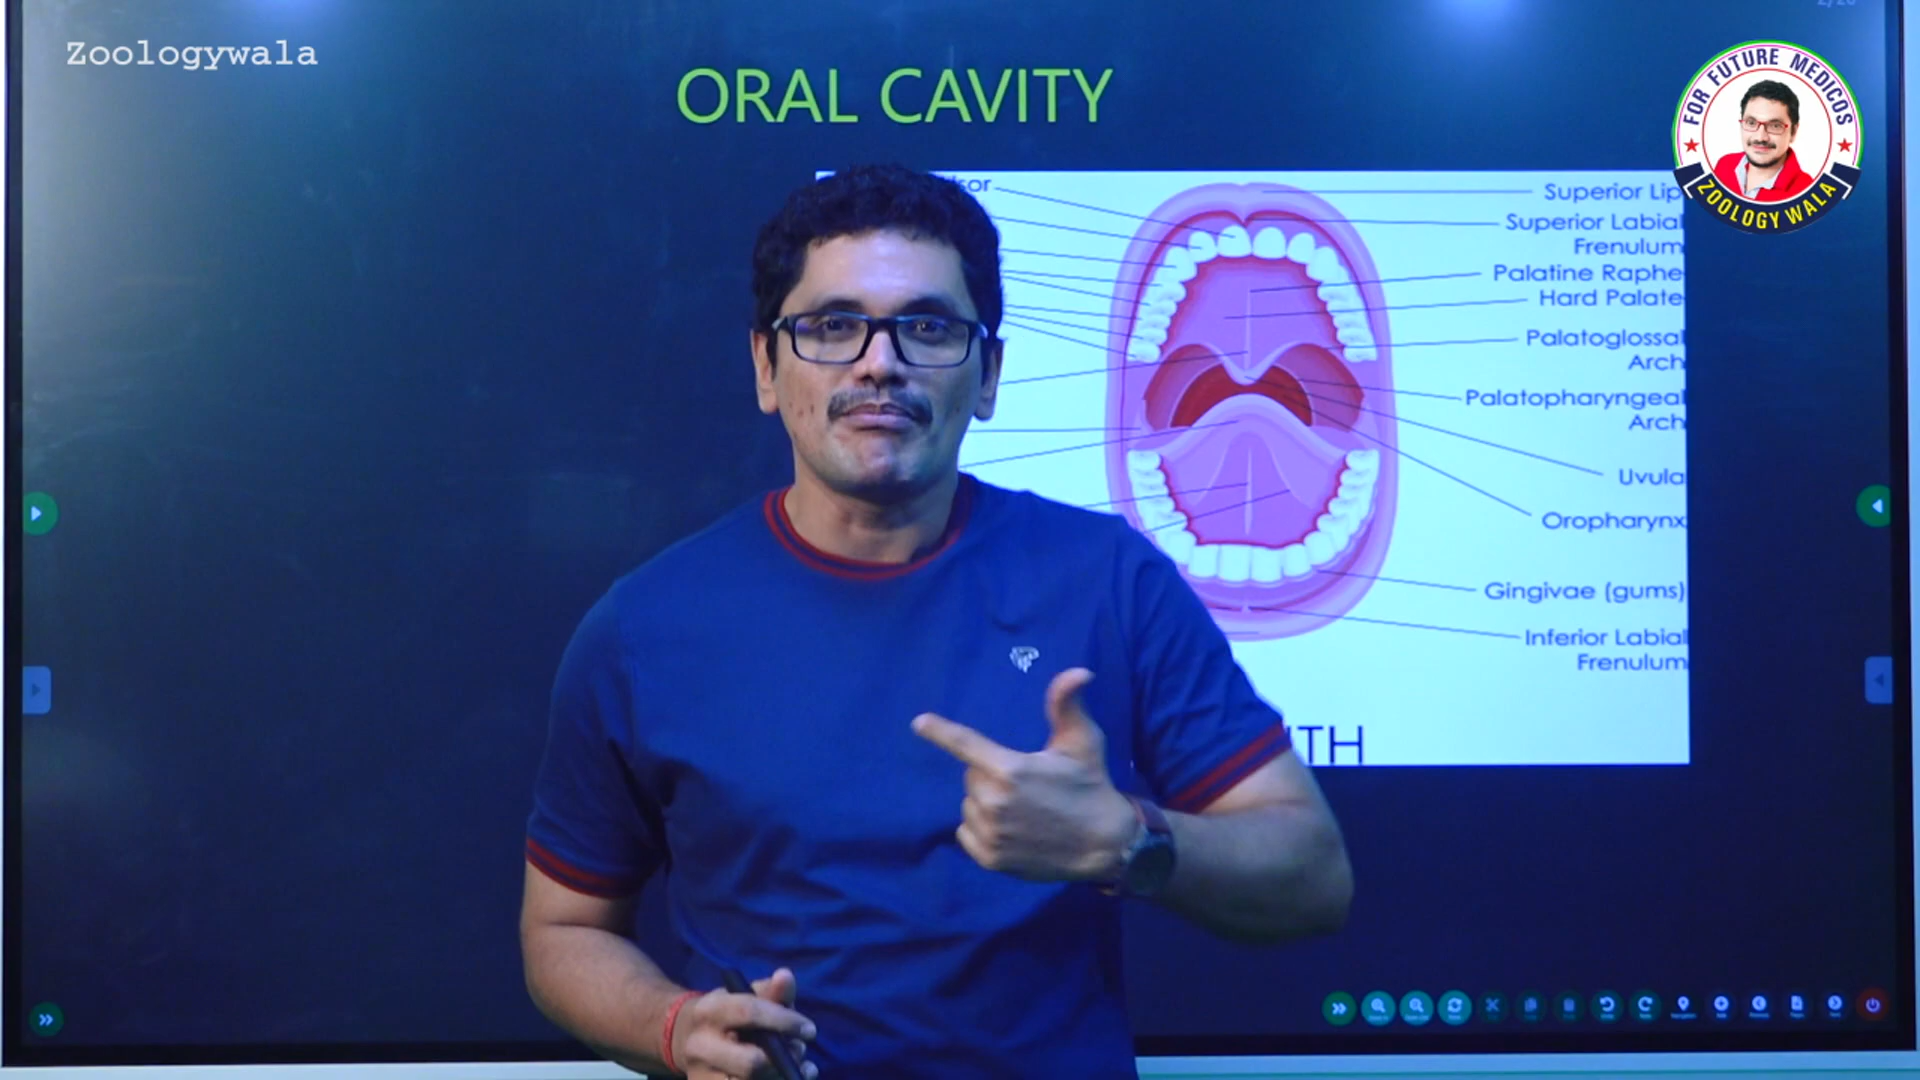 Zoologywala
ORAL CAVITY
FOR FUTURE MEDICOS
ZOOLOGY WALA
Superior Lip
Superior Labial
Frenulum
Palatine Raphe
Hard Palate
Palatoglossal
Arch
Palatopharyngeal
Arch
Uvula
Oropharynx
Gingivae (gums)
Inferior Labial
Frenulum